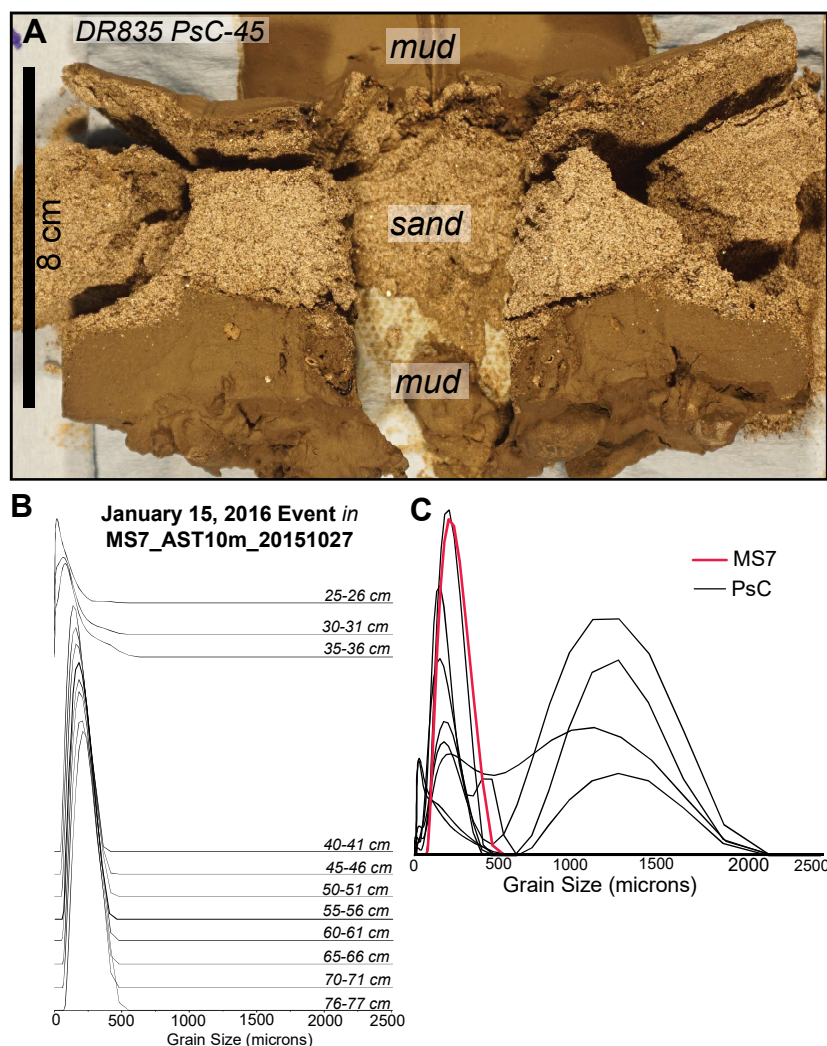 A
DR835 PsC-45
mud
sand
mud
8 cm
B
January 15, 2016 Event in
MS7_AST10m_20151027
25-26 cm
30-31 cm
35-36 cm
40-41 cm
45-46 cm
50-51 cm
55-56 cm
60-61 cm
65-66 cm
70-71 cm
76-77 cm
0 500 1000 1500 2000 2500
Grain Size (microns)
C
MS7
PsC
0 500 1000 1500 2000 2500
Grain Size (microns)